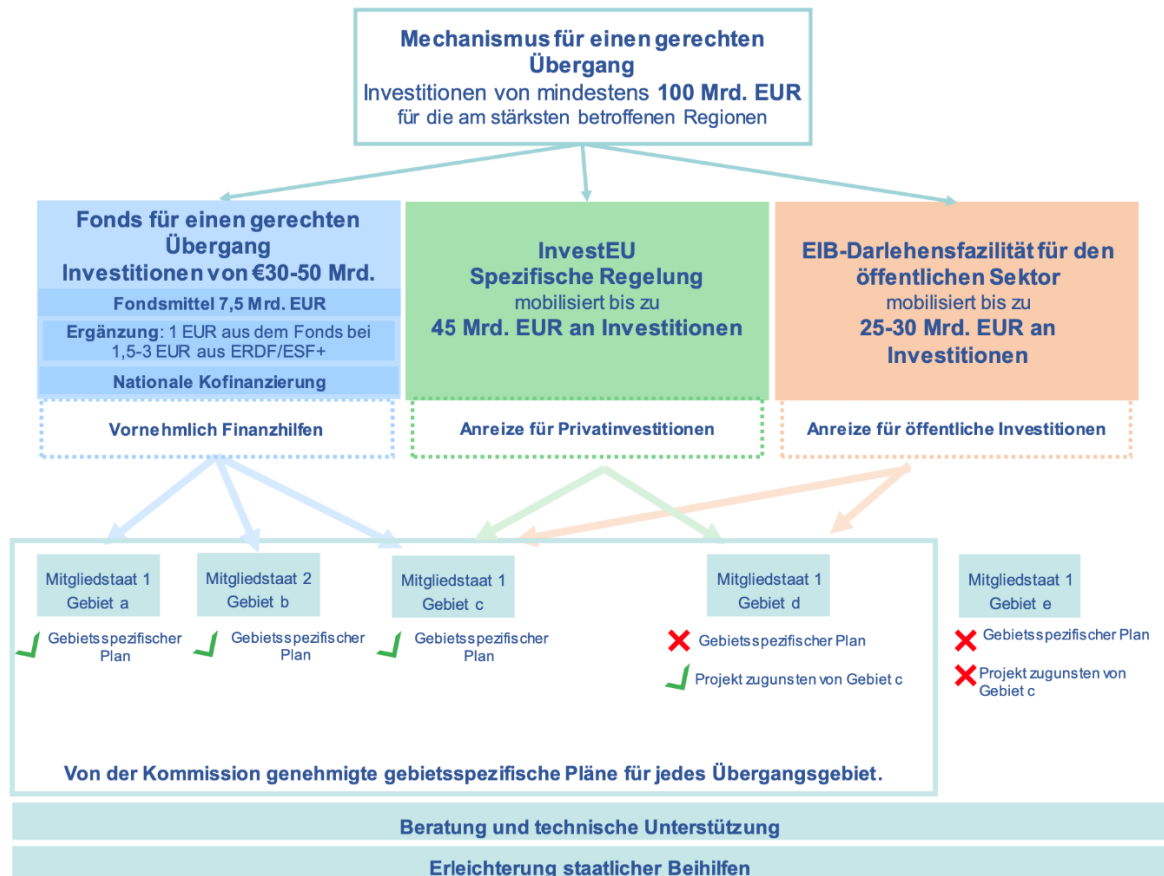 Mechanismus für einen gerechten
Übergang
Investitionen von mindestens 100 Mrd. EUR
für die am stärksten betroffenen Regionen
Fonds für einen gerechten
Übergang
Investitionen von €30-50 Mrd.
Fondsmittel 7,5 Mrd. EUR
Ergänzung: 1 EUR aus dem Fonds bei
1,5-3 EUR aus ERDF/ESF+
Nationale Kofinanzierung
Vornehmlich Finanzhilfen
InvestEU
Spezifische Regelung
mobilisiert bis zu
45 Mrd. EUR an Investitionen
Anreize für Privatinvestitionen
EIB-Darlehensfazilität für den
öffentlichen Sektor
mobilisiert bis zu
25-30 Mrd. EUR an
Investitionen
Anreize für öffentliche Investitionen
Mitgliedstaat 1
Gebiet a
Gebietsspezifischer
Plan
Mitgliedstaat 2
Gebiet b
Gebietsspezifischer
Plan
Mitgliedstaat 1
Gebiet c
Gebietsspezifischer
Plan
Mitgliedstaat 1
Gebiet d
Gebietsspezifischer Plan
Projekt zugunsten von Gebiet c
Mitgliedstaat 1
Gebiet e
Gebietsspezifischer Plan
Projekt zugunsten von
Gebiet c
Von der Kommission genehmigte gebietsspezifische Pläne für jedes Übergangsgebiet.
Beratung und technische Unterstützung
Erleichterung staatlicher Beihilfen